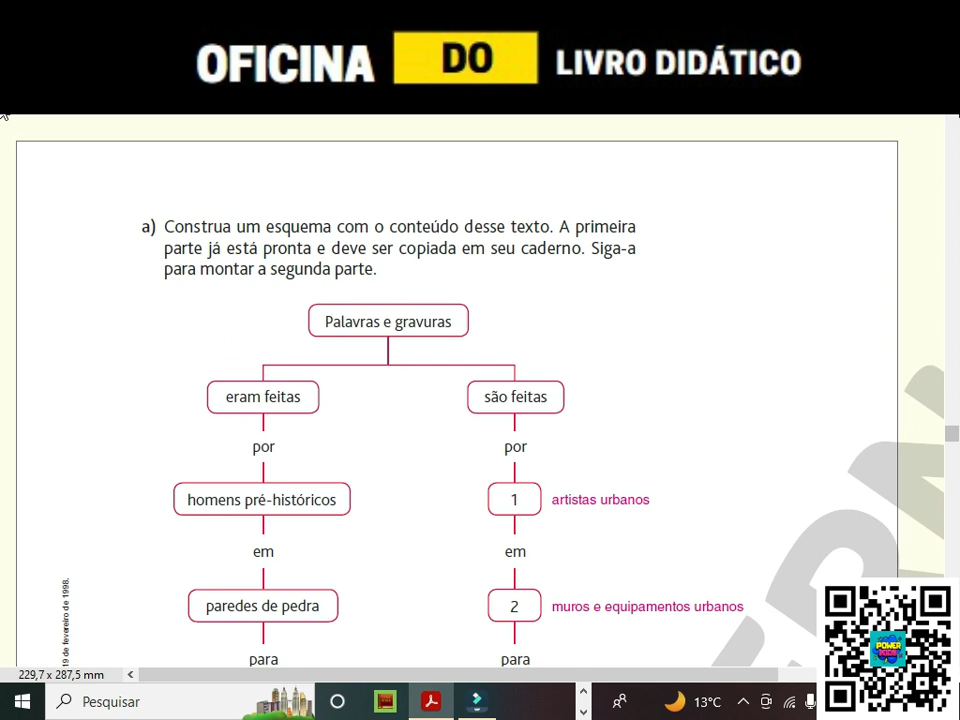 OFICINA DO LIVRO DIDÁTICO
a) Construa um esquema com o conteúdo desse texto. A primeira
parte já está pronta e deve ser copiada em seu caderno. Siga-a
para montar a segunda parte.
Palavras e gravuras
eram feitas
são feitas
por
por
homens pré-históricos
1 artistas urbanos
em
em
paredes de pedra
2 muros e equipamentos urbanos
para
para
19 de fevereiro de 1998.
POWER KIDS
229,7 x 287,5 mm
Pesquisar
13°C